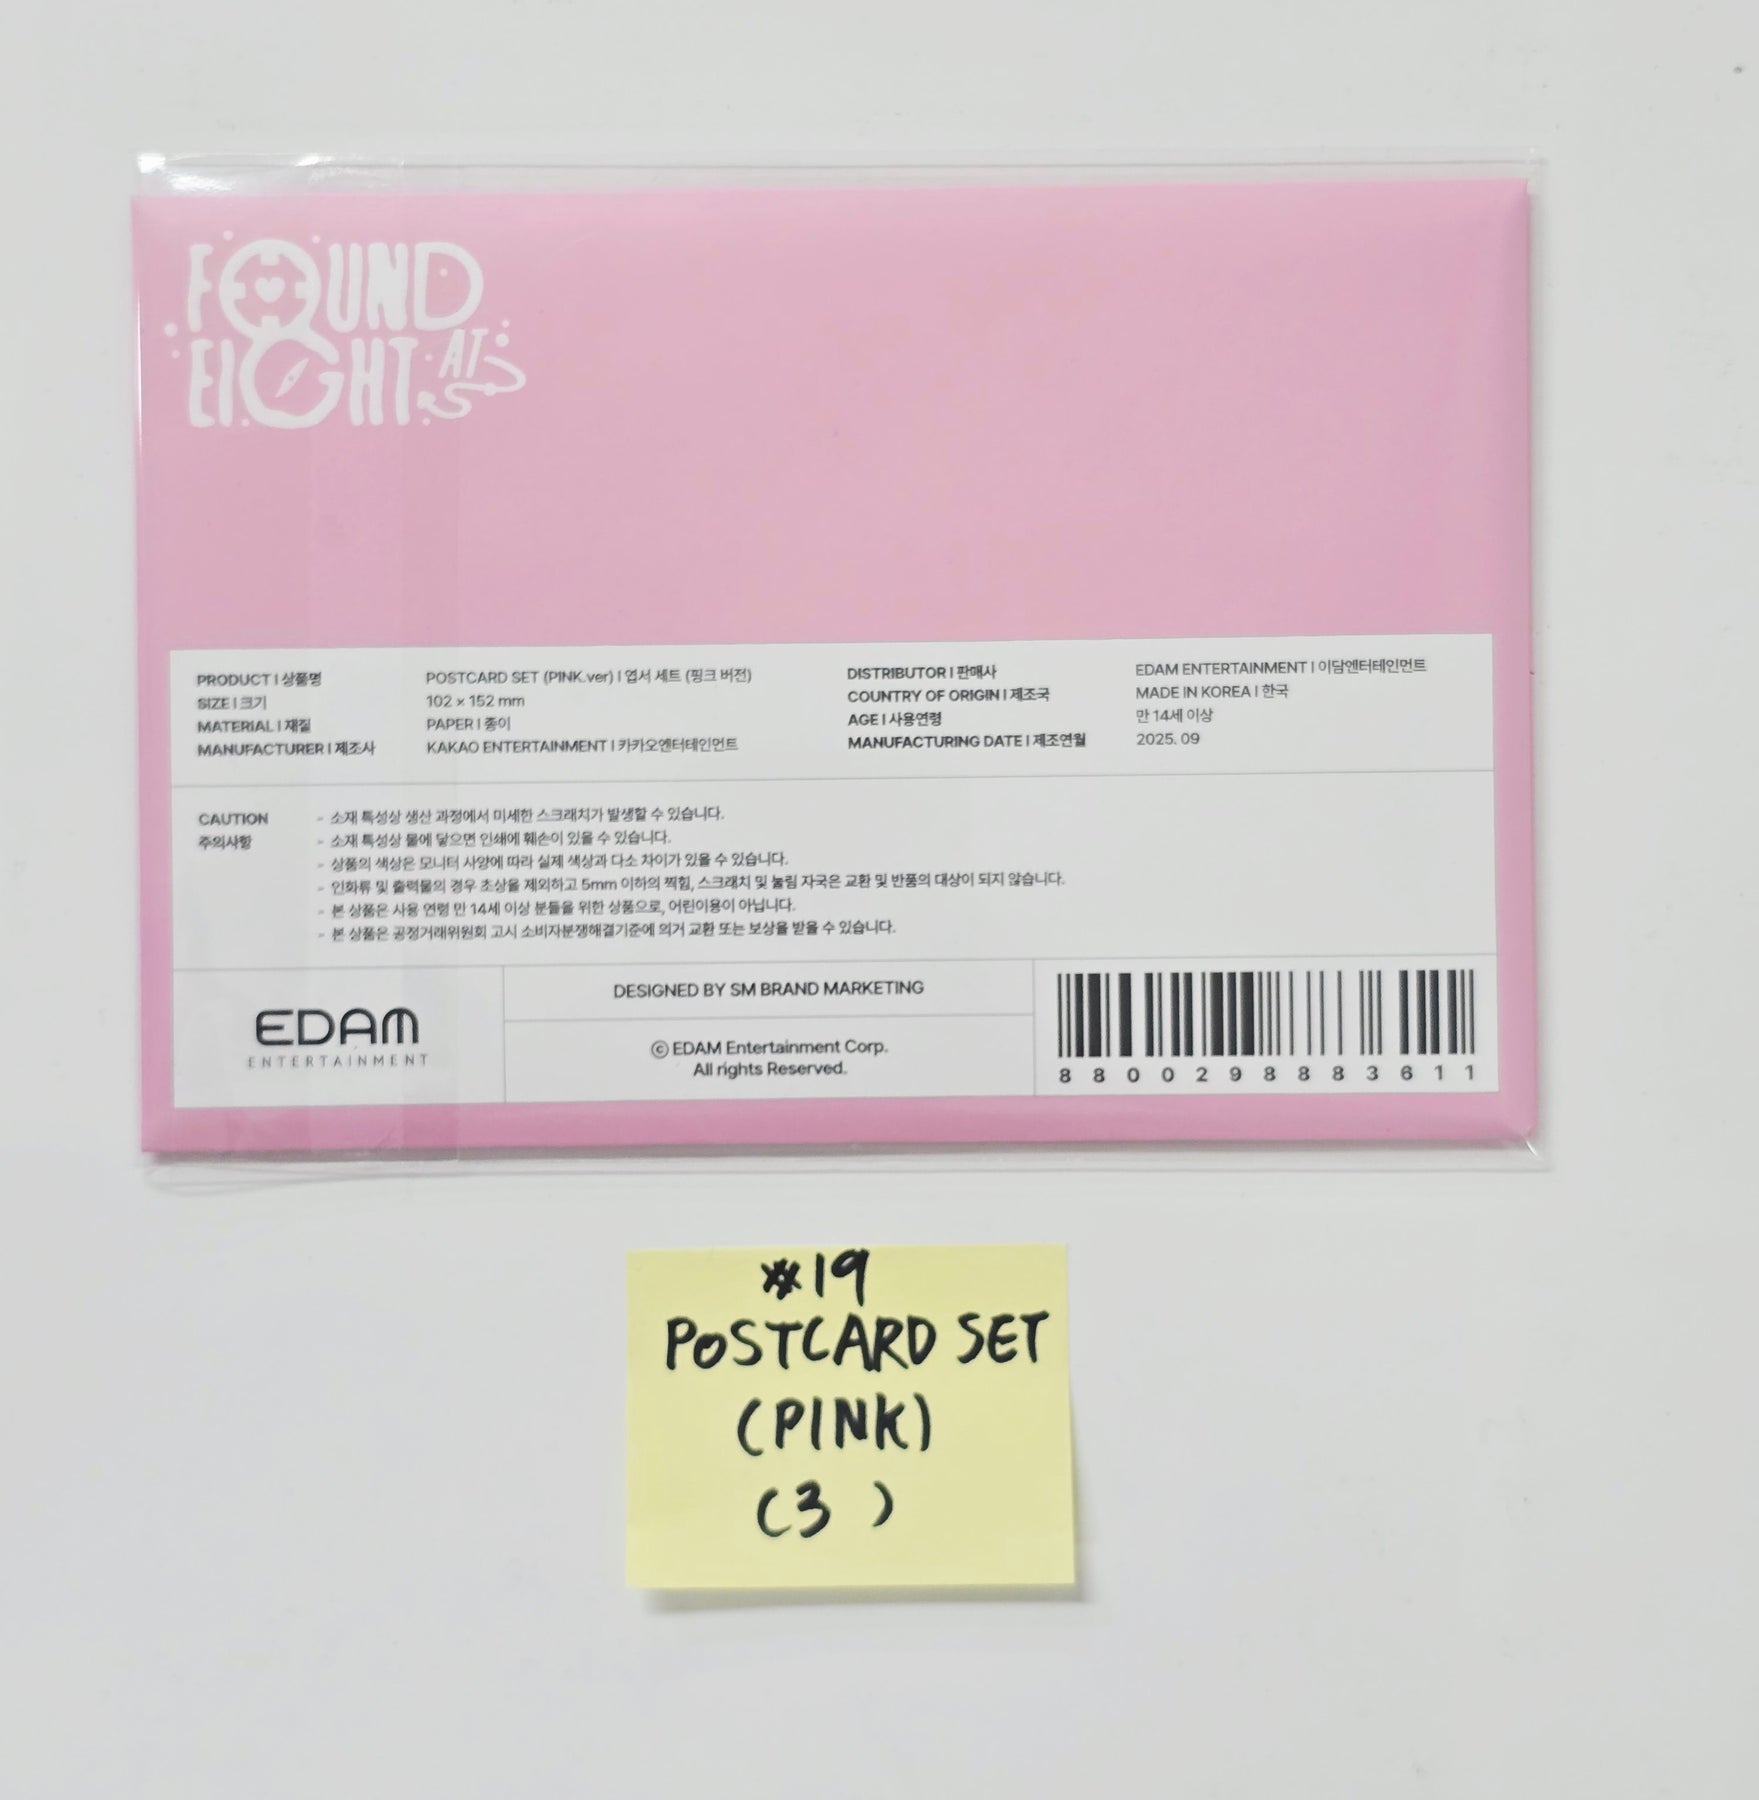 FOUND
EIGHT AT 8
PRODUCT | 상품명 POSTCARD SET (PINK.ver) | 엽서 세트 (핑크 버전)
SIZE | 크기 102 × 152 mm
MATERIAL | 재질 PAPER | 종이
MANUFACTURER | 제조사 KAKAO ENTERTAINMENT | 카카오엔터테인먼트
DISTRIBUTOR | 판매사 EDAM ENTERTAINMENT | 이담엔터테인먼트
COUNTRY OF ORIGIN | 제조국 MADE IN KOREA | 한국
AGE | 사용연령 만 14세 이상
MANUFACTURING DATE | 제조연월 2025. 09
CAUTION
주의사항
- 소재 특성상 생산 과정에서 미세한 스크래치가 발생할 수 있습니다.
- 소재 특성상 물에 닿으면 인쇄에 훼손이 있을 수 있습니다.
- 상품의 색상은 모니터 사양에 따라 실제 색상과 다소 차이가 있을 수 있습니다.
- 인화류 및 출력물의 경우 초상을 제외하고 5mm 이하의 찍힘, 스크래치 및 눌림 자국은 교환 및 반품의 대상이 되지 않습니다.
- 본 상품은 사용 연령 만 14세 이상 분들을 위한 상품으로, 어린이용이 아닙니다.
- 본 상품은 공정거래위원회 고시 소비자분쟁해결기준에 의거 교환 또는 보상을 받을 수 있습니다.
EDAM
ENTERTAINMENT
DESIGNED BY SM BRAND MARKETING
ⓒ EDAM Entertainment Corp.
All rights Reserved.
8800298883611
#19
POSTCARD SET
(PINK)
(3 )